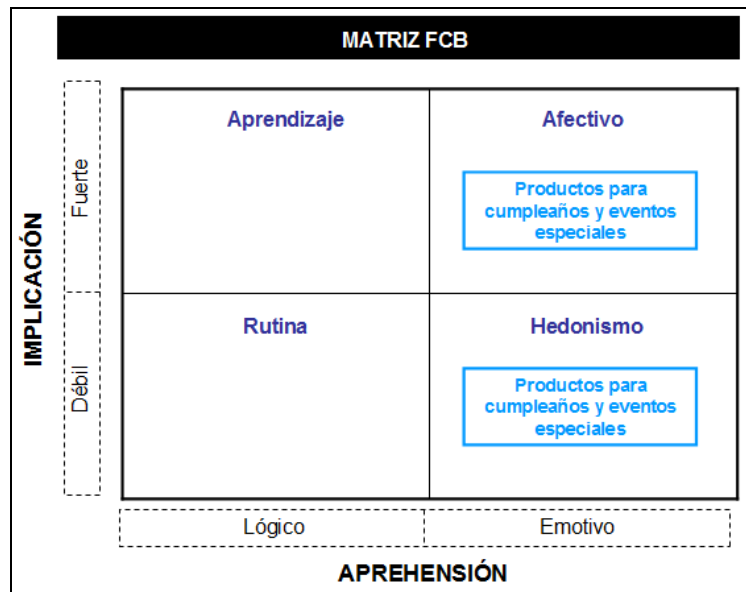 MATRIZ FCB
Aprendizaje
Afectivo
Fuerte
Productos para
cumpleaños y eventos
especiales
IMPLICACIÓN
Rutina
Hedonismo
Débil
Productos para
cumpleaños y eventos
especiales
Lógico
Emotivo
APREHENSIÓN